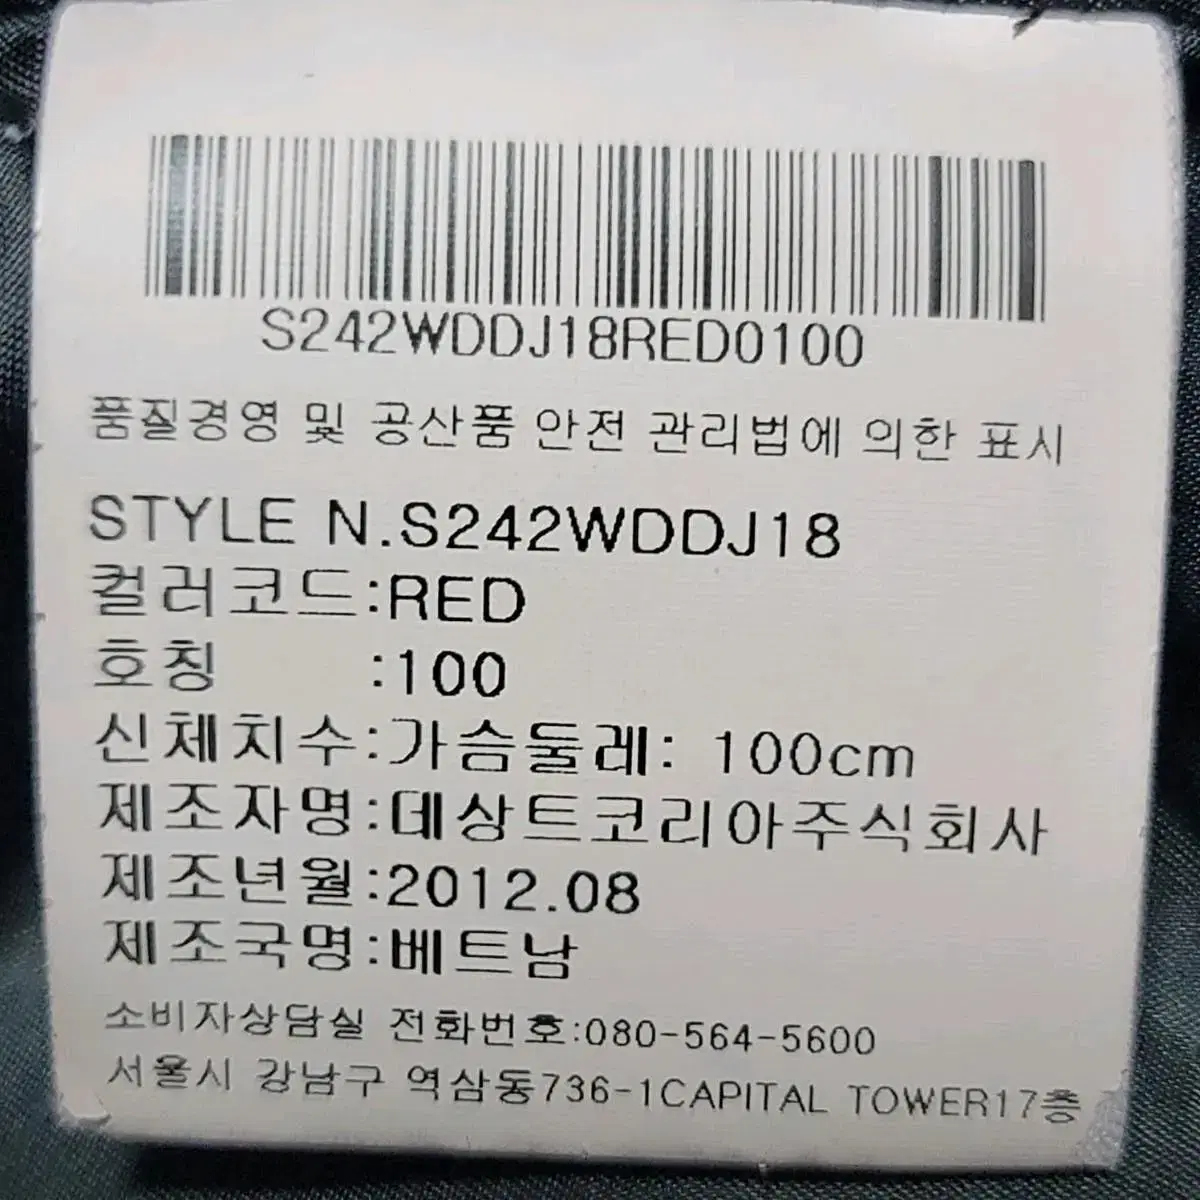 S242WDDJ18RED0100
품질경영 및 공산품 안전 관리법에 의한 표시
STYLE N.S242WDDJ18
컬러코드:RED
호칭 :100
신체치수:가슴둘레: 100cm
제조자명:데상트코리아주식회사
제조년월:2012.08
제조국명:베트남
소비자상담실 전화번호:080-564-5600
서울시 강남구 역삼동736-1CAPITAL TOWER17층